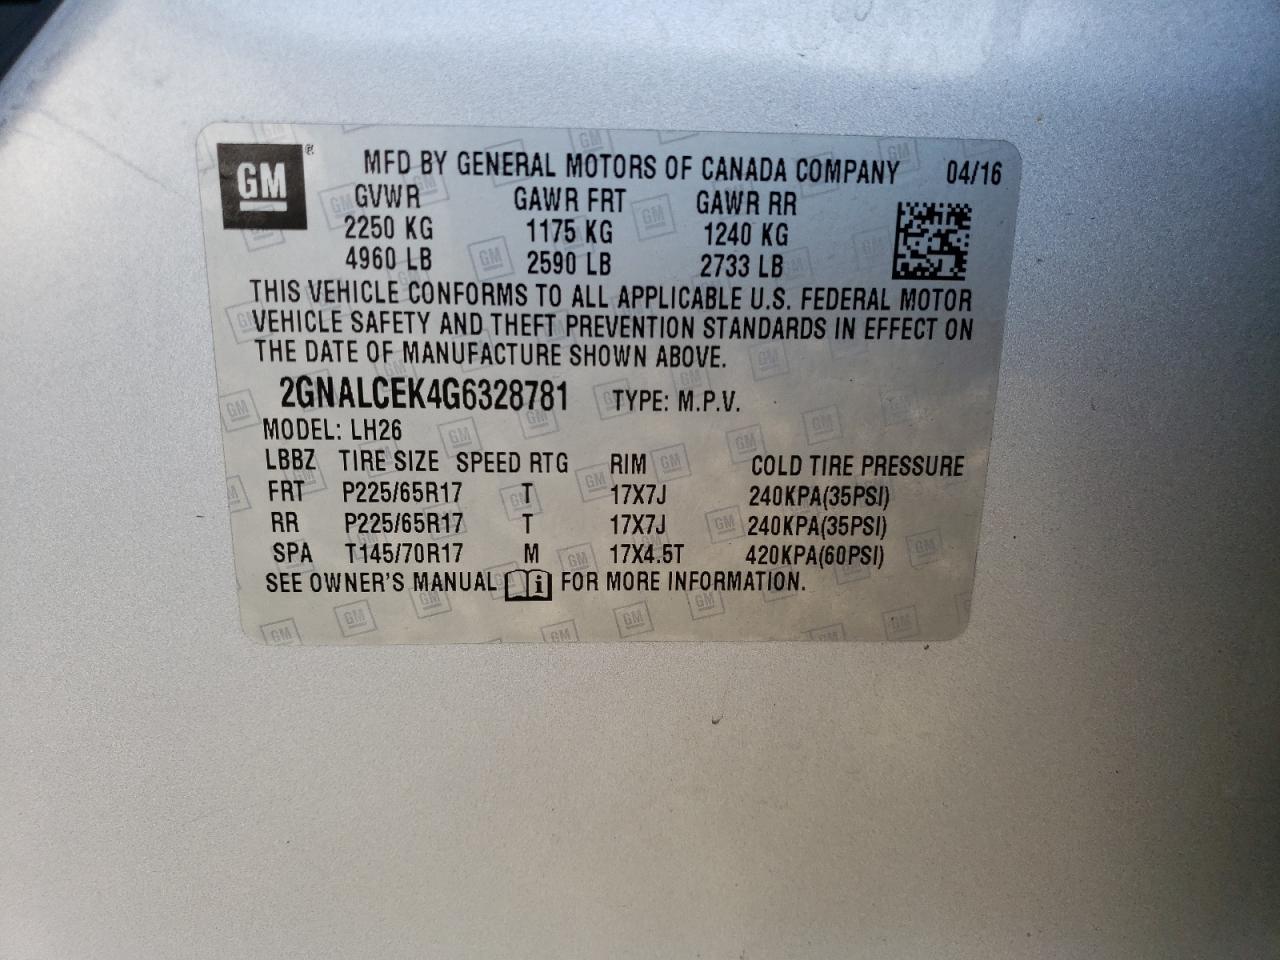 GM ® MFD BY GENERAL MOTORS OF CANADA COMPANY 04/16
GVWR GAWR FRT GAWR RR
2250 KG 1175 KG 1240 KG
4960 LB 2590 LB 2733 LB
THIS VEHICLE CONFORMS TO ALL APPLICABLE U.S. FEDERAL MOTOR
VEHICLE SAFETY AND THEFT PREVENTION STANDARDS IN EFFECT ON
THE DATE OF MANUFACTURE SHOWN ABOVE.
2GNALCEK4G6328781 TYPE: M.P.V.
MODEL: LH26
LBBZ TIRE SIZE SPEED RTG RIM COLD TIRE PRESSURE
FRT P225/65R17 T 17X7J 240KPA(35PSI)
RR P225/65R17 T 17X7J 240KPA(35PSI)
SPA T145/70R17 M 17X4.5T 420KPA(60PSI)
SEE OWNER'S MANUAL i FOR MORE INFORMATION.